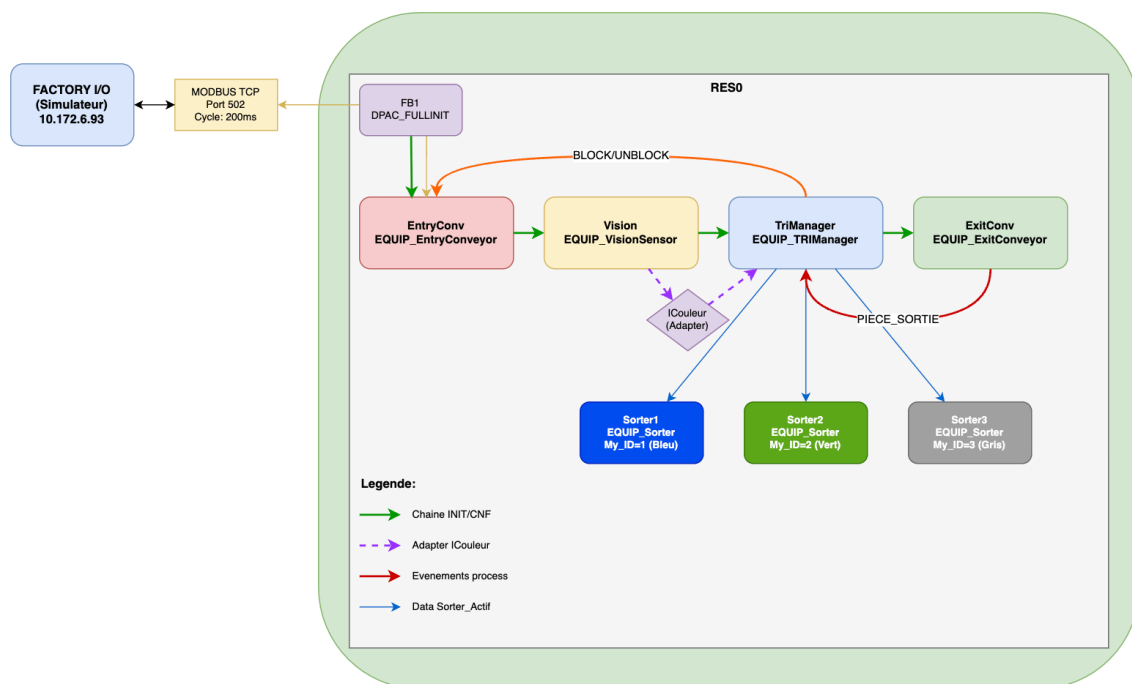 RES0
FACTORY I/O
(Simulateur)
10.172.6.93
MODBUS TCP
Port 502
Cycle: 200ms
FB1
DPAC_FULLINIT
BLOCK/UNBLOCK
EntryConv
EQUIP_EntryConveyor
Vision
EQUIP_VisionSensor
TriManager
EQUIP_TRIManager
ExitConv
EQUIP_ExitConveyor
ICouleur
(Adapter)
PIECE_SORTIE
Sorter1
EQUIP_Sorter
My_ID=1 (Bleu)
Sorter2
EQUIP_Sorter
My_ID=2 (Vert)
Sorter3
EQUIP_Sorter
My_ID=3 (Gris)
Legende:
Chaine INIT/CNF
Adapter ICouleur
Evenements process
Data Sorter_Actif